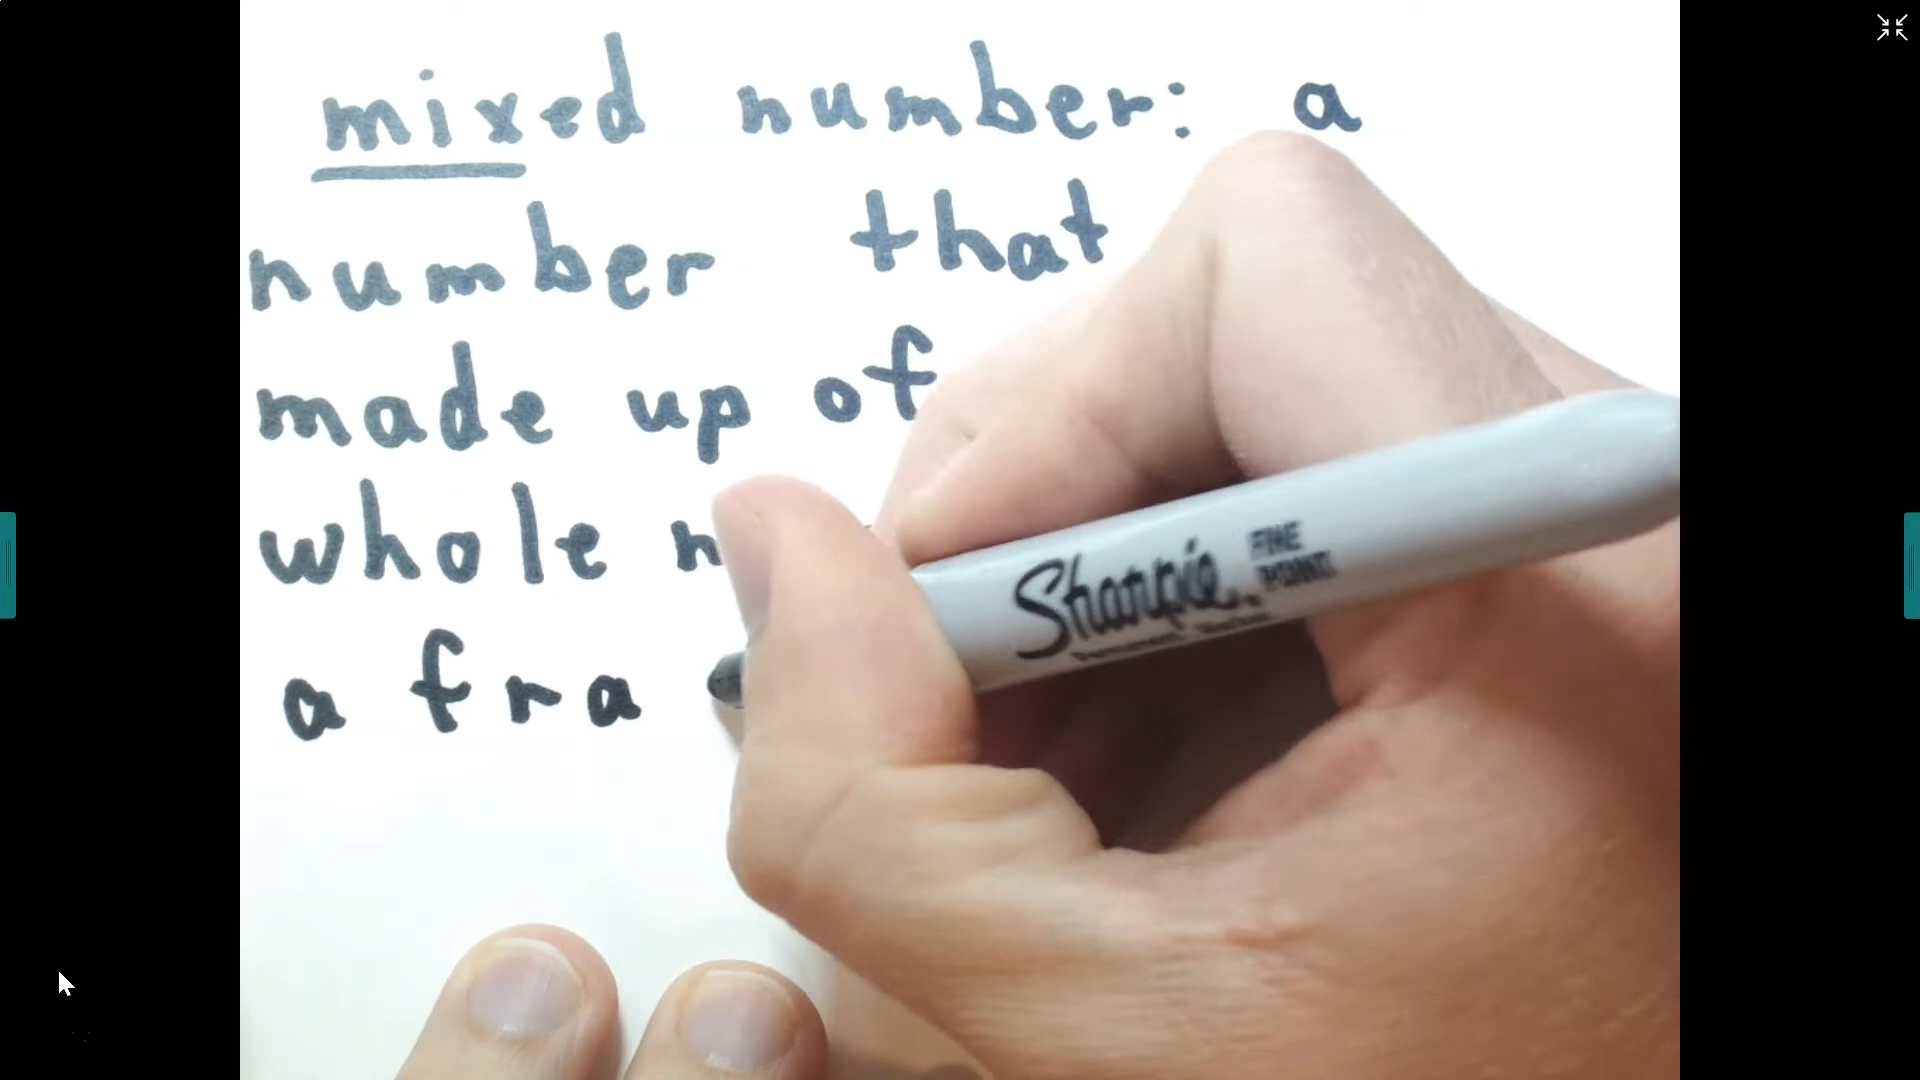 mixed number: a
number that
made up of
whole n
a fra
Sharpie
FINE
POINT